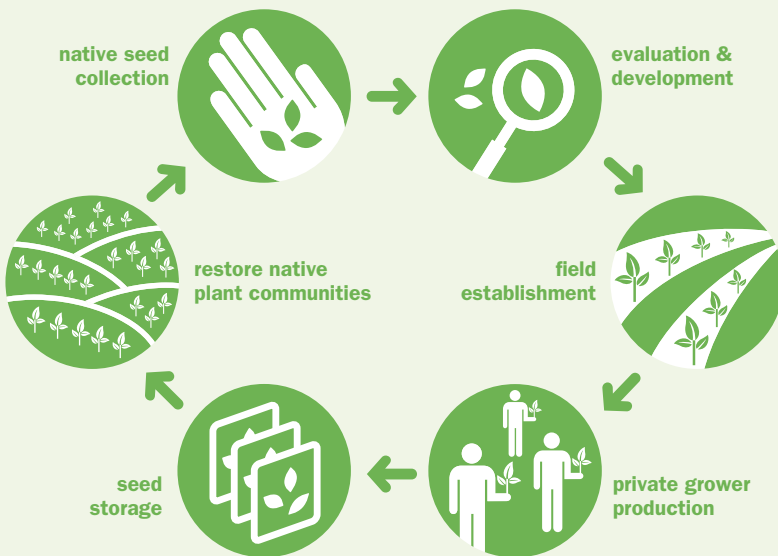 native seed
collection
evaluation &
development
restore native
plant communities
field
establishment
seed
storage
private grower
production